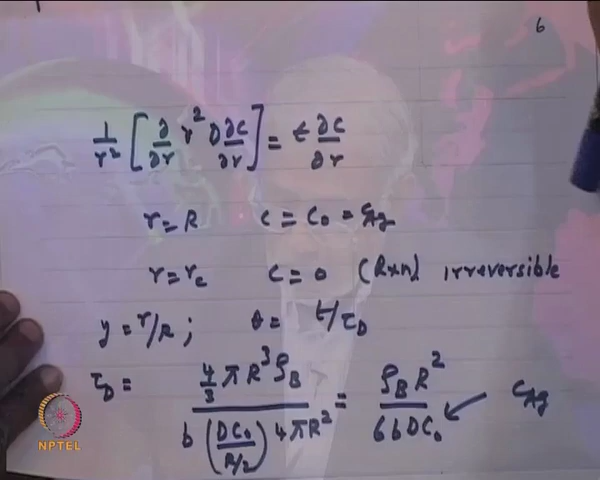 6
1/r² [∂/∂r r² D ∂c/∂r] = ε ∂c/∂r
r = R c = C₀ = C_Ag
r = r_c c = 0 (Rxn) irreversible
y = r/R ; θ = t/τ_D
τ_D = (4/3 π R³ ρ_B) / (b (DC₀/(R/2)) 4πR²) = ρ_B R² / (6bDC₀) ← C_Ag
NPTEL